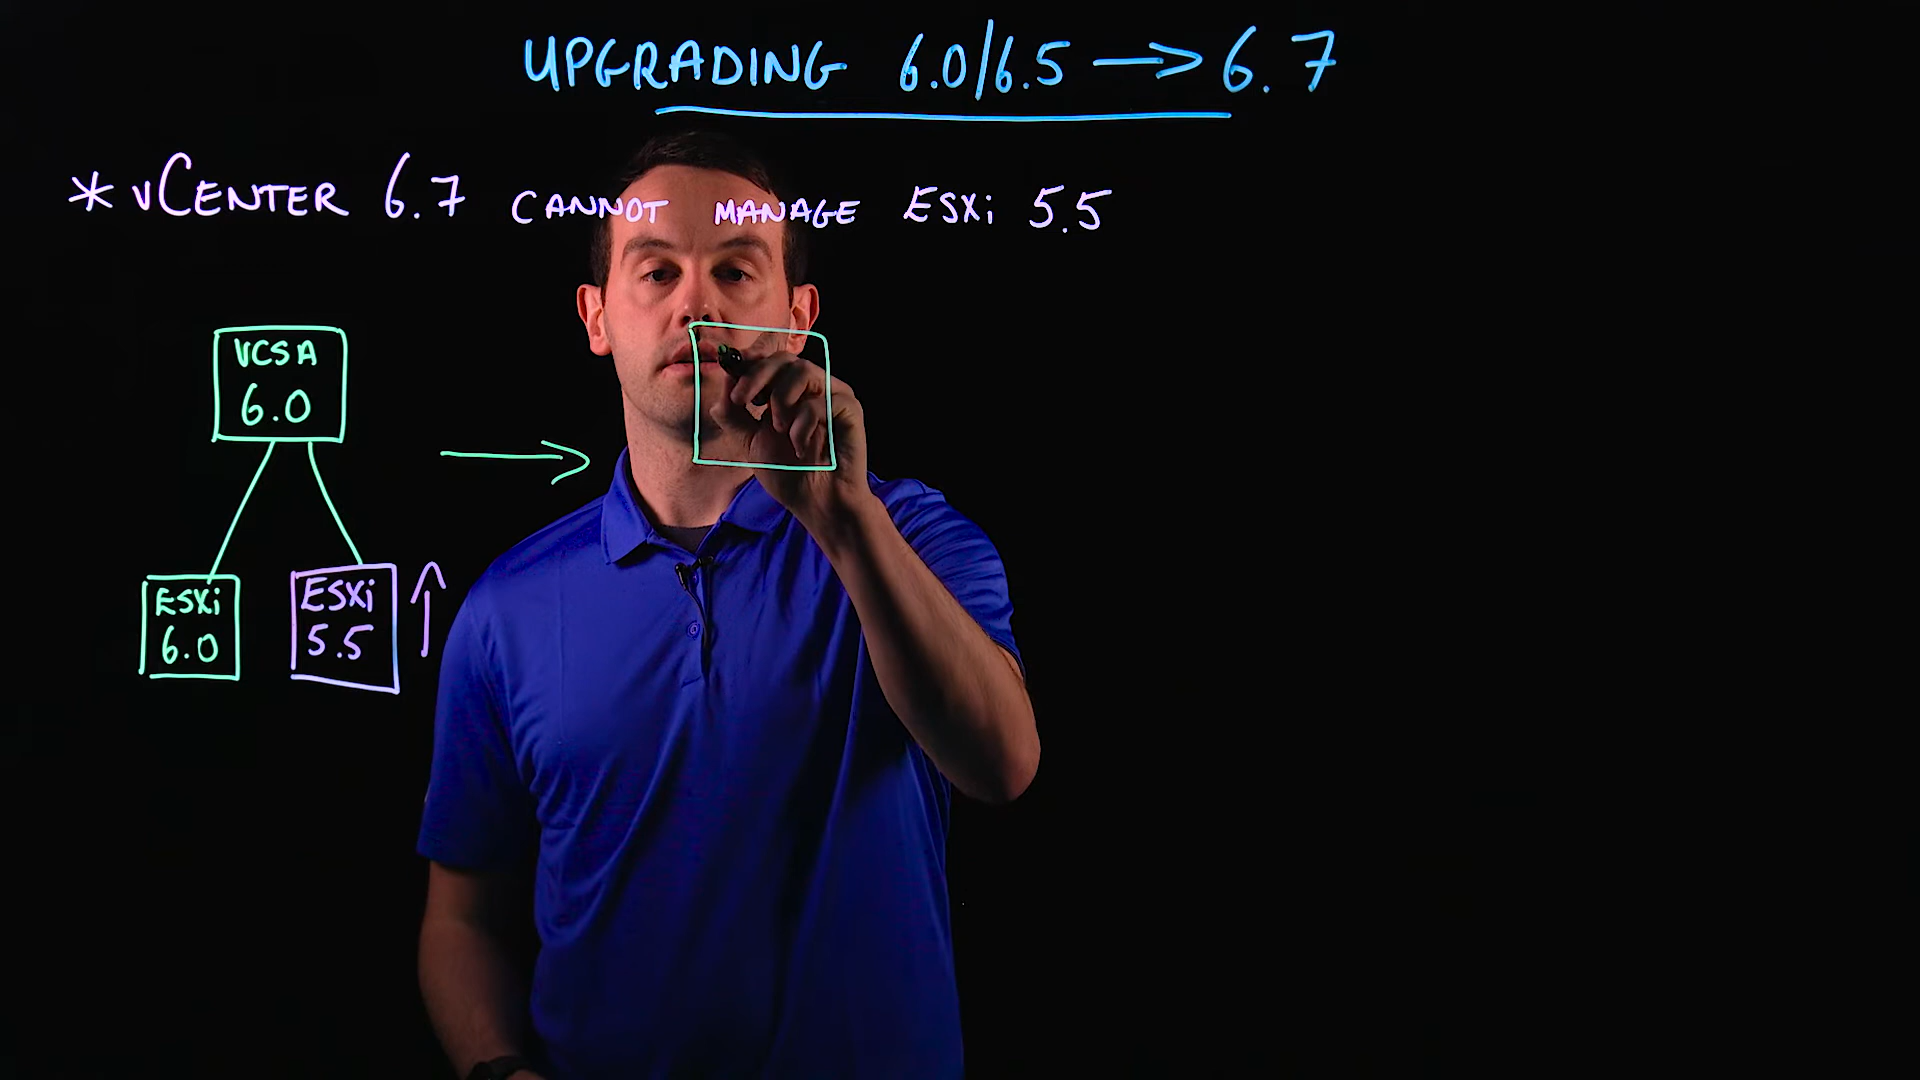 UPGRADING 6.0/6.5 → 6.7
* vCENTER 6.7 CANNOT MANAGE ESXi 5.5
VCSA
6.0
ESXi
6.0
ESXi
5.5